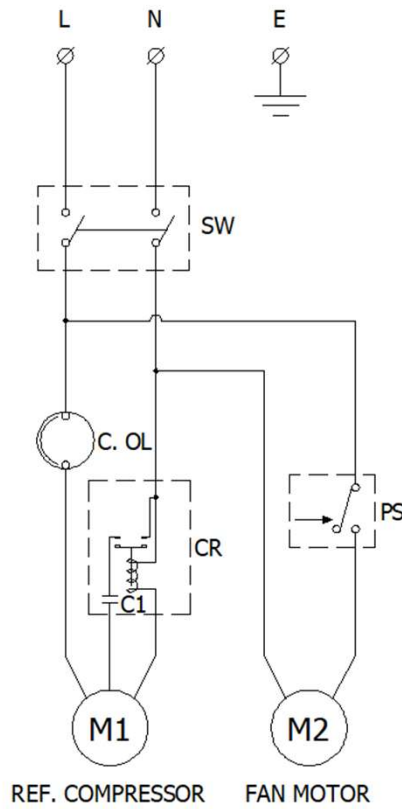 L N E
SW
C. OL
PS
CR
C1
M1 M2
REF. COMPRESSOR FAN MOTOR